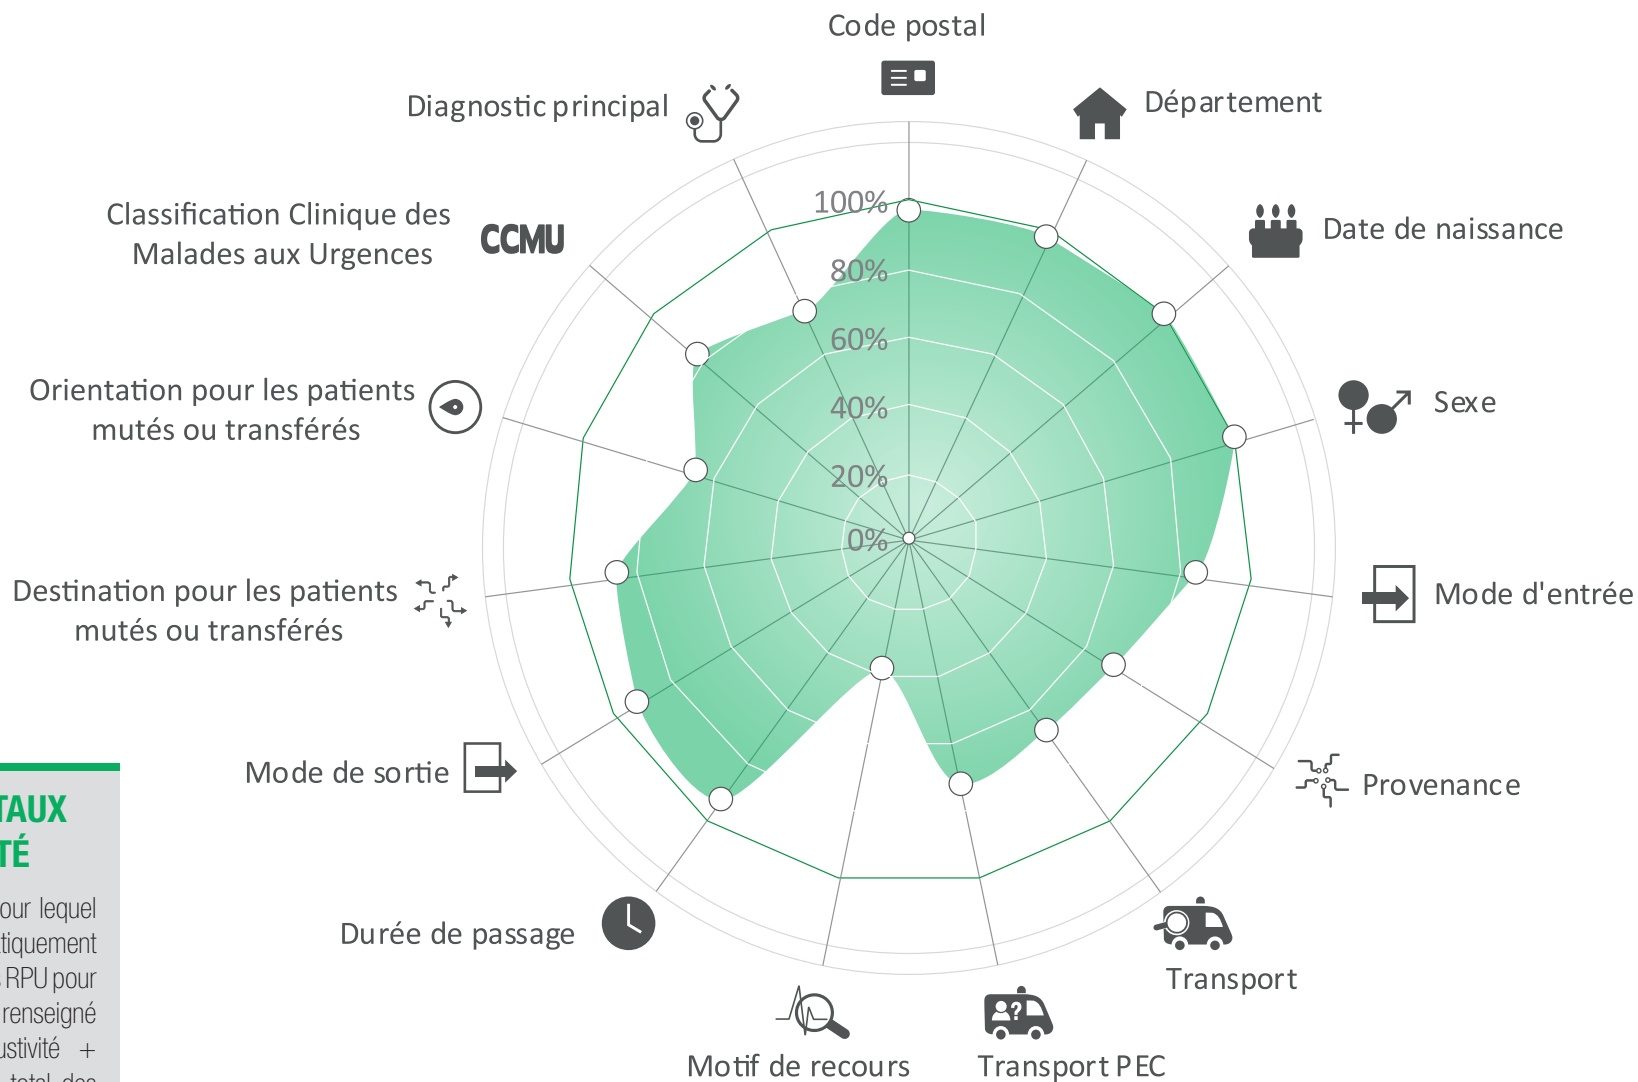 Code postal
Diagnostic principal
Département
Classification Clinique des
Malades aux Urgences
CCMU
Date de naissance
Orientation pour les patients
mutés ou transférés
Sexe
100%
80%
60%
40%
20%
0%
Destination pour les patients
mutés ou transférés
Mode d'entrée
Mode de sortie
Provenance
Durée de passage
Transport
?
Motif de recours
Transport PEC
TAUX
TÉ
our lequel
tiquement
RPU pour
renseigné
ustivité +
total des